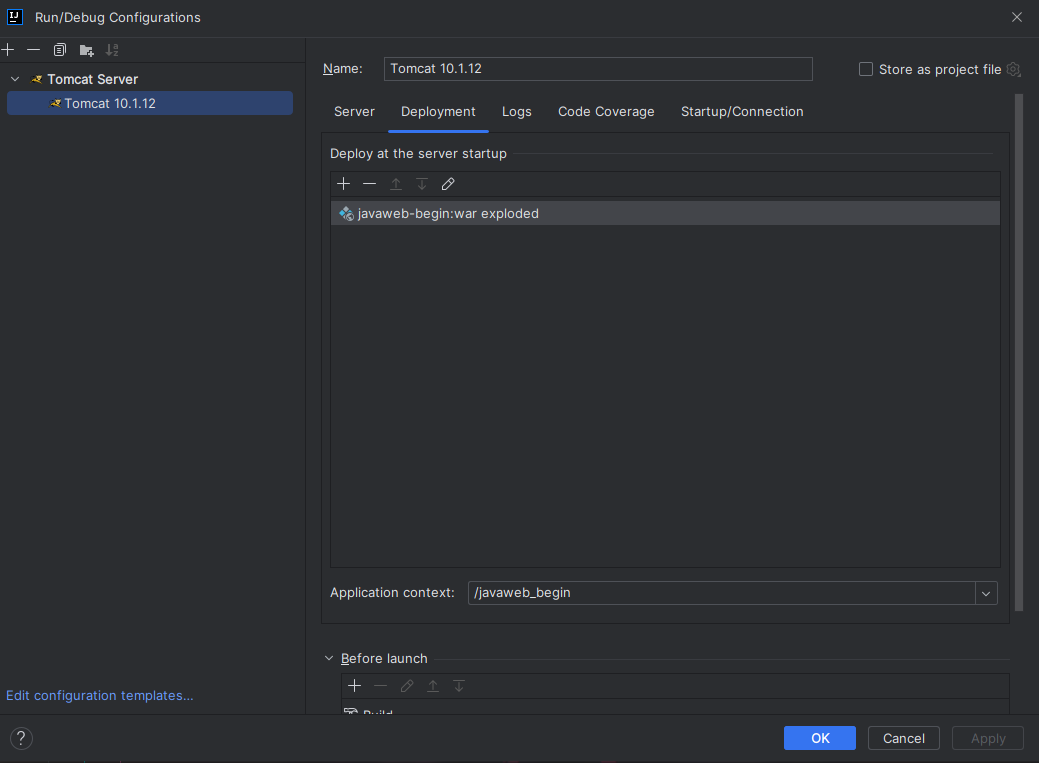 Run/Debug Configurations
Name: Tomcat 10.1.12
Store as project file
Tomcat Server
Tomcat 10.1.12
Server Deployment Logs Code Coverage Startup/Connection
Deploy at the server startup
javaweb-begin:war exploded
Application context: /javaweb_begin
Before launch
Build
Edit configuration templates...
? OK Cancel Apply